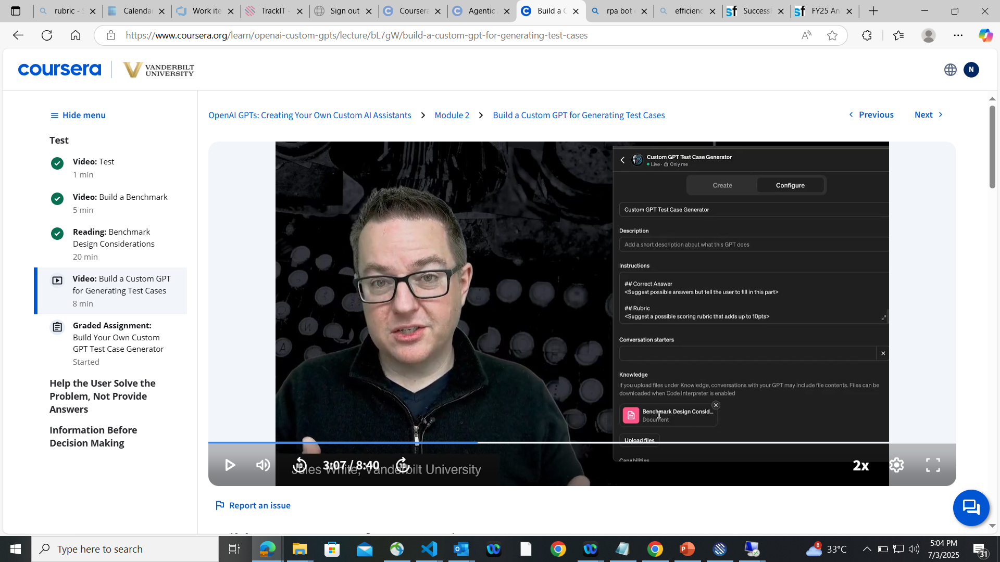 rubric - S
Calendar
Work ite
TrackIT -
Sign out
Coursera
Agentic A
Build a C
rpa bot e
efficienc
Successf
FY25 An
https://www.coursera.org/learn/openai-custom-gpts/lecture/bL7gW/build-a-custom-gpt-for-generating-test-cases
coursera
VANDERBILT
UNIVERSITY
N
Hide menu
OpenAI GPTs: Creating Your Own Custom AI Assistants > Module 2 > Build a Custom GPT for Generating Test Cases
Previous
Next
Test
Video: Test
1 min
Video: Build a Benchmark
5 min
Reading: Benchmark
Design Considerations
20 min
Video: Build a Custom GPT
for Generating Test Cases
8 min
Graded Assignment:
Build Your Own Custom
GPT Test Case Generator
Started
Help the User Solve the
Problem, Not Provide
Answers
Information Before
Decision Making
Custom GPT Test Case Generator
Live · Only me
Create
Configure
Custom GPT Test Case Generator
Description
Add a short description about what this GPT does
Instructions
## Correct Answer
<Suggest possible answers but tell the user to fill in this part>
## Rubric
<Suggest a possible scoring rubric that adds up to 10pts>
Conversation starters
Knowledge
If you upload files under Knowledge, conversations with your GPT may include file contents. Files can be
downloaded when Code Interpreter is enabled
Benchmark Design Consid...
Document
Upload files
Capabilities
10
3:07 / 8:40
10
2x
Jules White, Vanderbilt University
Report an issue
Type here to search
8
33°C
5:04 PM
7/3/2025
31